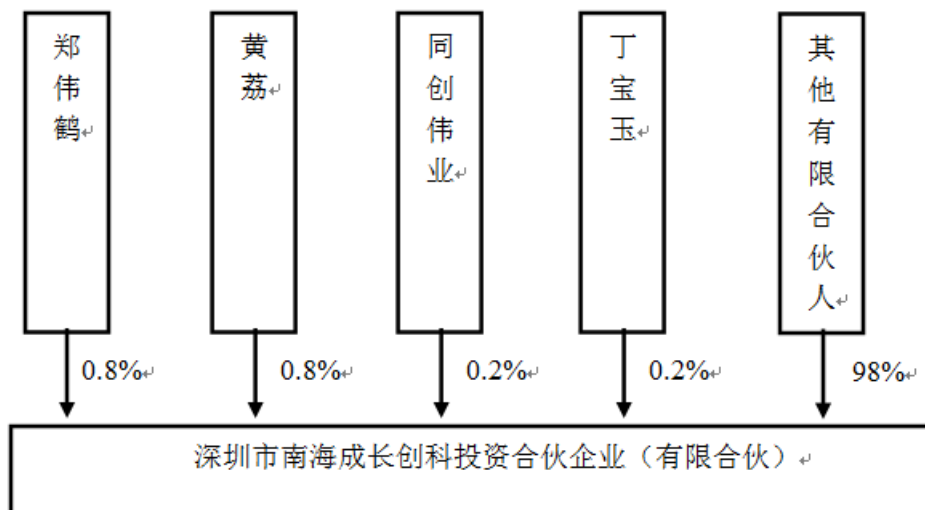 郑伟鹤
黄荔
同创伟业
丁宝玉
其他有限合伙人
0.8%
0.8%
0.2%
0.2%
98%
深圳市南海成长创科投资合伙企业（有限合伙）